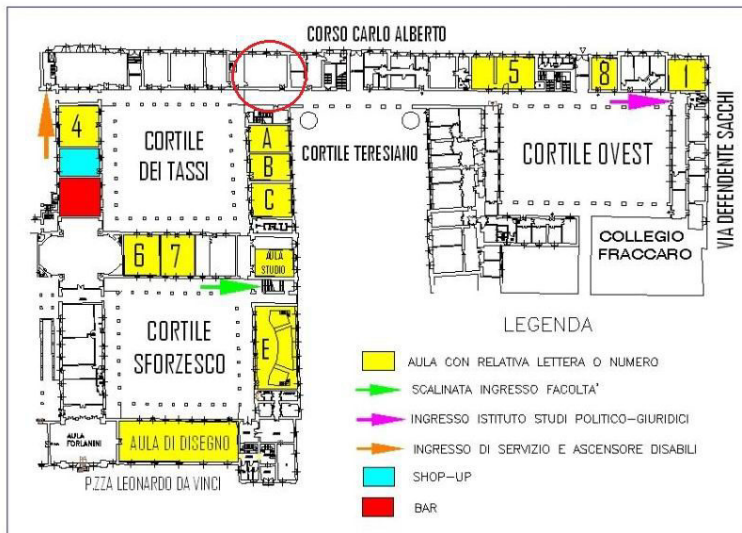 CORSO CARLO ALBERTO
5
8
1
4
CORTILE
DEI TASSI
A
B
C
CORTILE TERESIANO
CORTILE OVEST
VIA DEFENDENTE SACCHI
COLLEGIO
FRACCARO
6
7
AULA
STUDIO
CORTILE
SFORZESCO
E
AULA
FORLANINI
AULA DI DISEGNO
P.ZZA LEONARDO DA VINCI
LEGENDA
AULA CON RELATIVA LETTERA O NUMERO
SCALINATA INGRESSO FACOLTA'
INGRESSO ISTITUTO STUDI POLITICO-GIURIDICI
INGRESSO DI SERVIZIO E ASCENSORE DISABILI
SHOP-UP
BAR